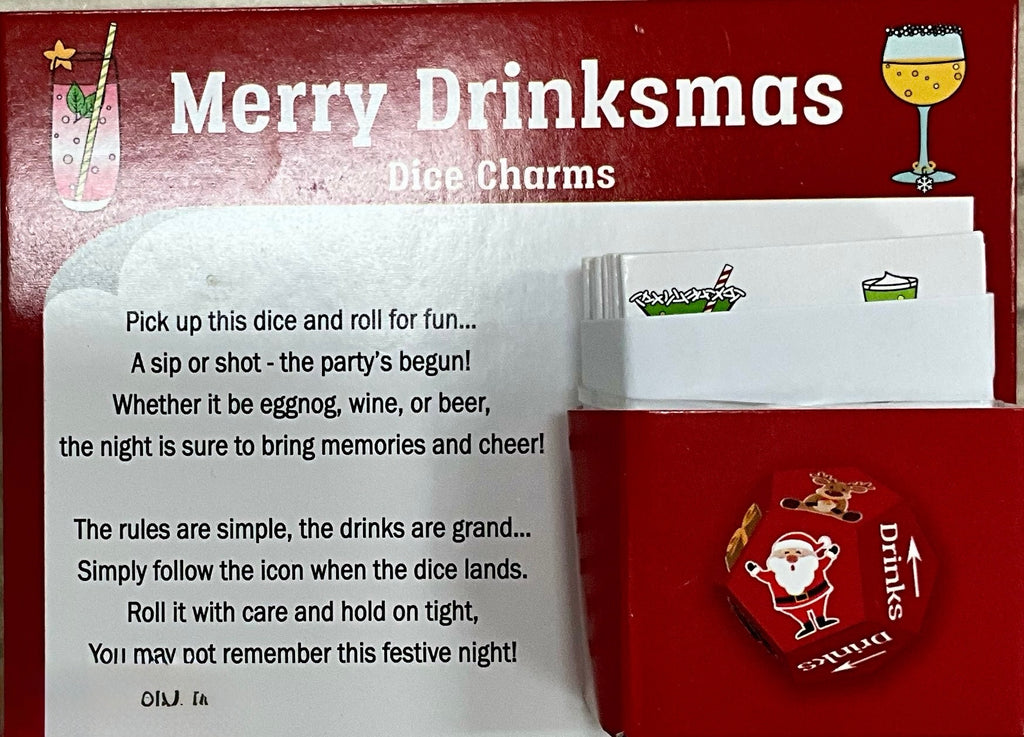 Merry Drinksmas
Dice Charms
Pick up this dice and roll for fun...
A sip or shot - the party's begun!
Whether it be eggnog, wine, or beer,
the night is sure to bring memories and cheer!
The rules are simple, the drinks are grand...
Simply follow the icon when the dice lands.
Roll it with care and hold on tight,
You may not remember this festive night!
Drinks
Drinks